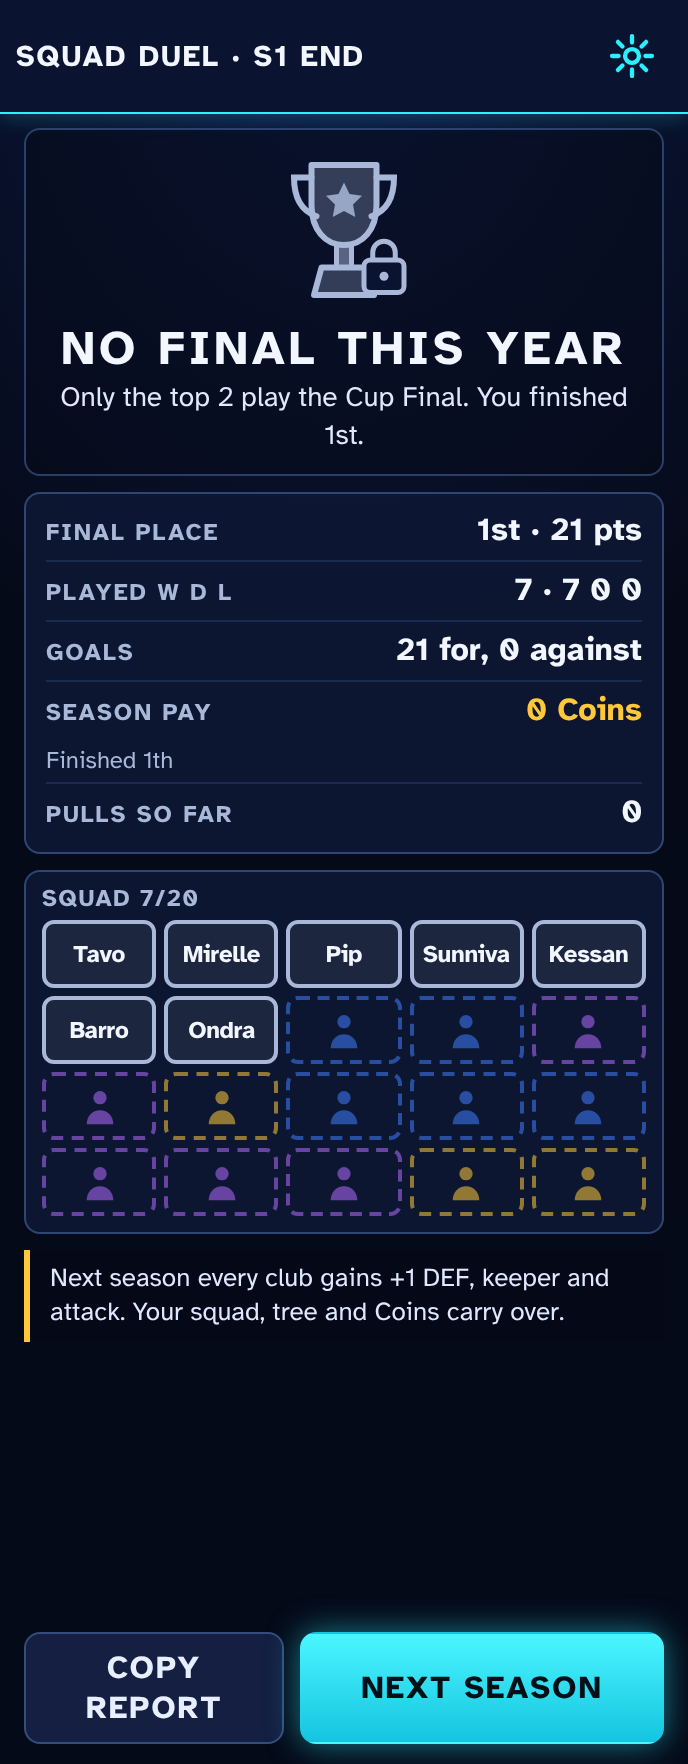 SQUAD DUEL · S1 END
NO FINAL THIS YEAR
Only the top 2 play the Cup Final. You finished
1st.
FINAL PLACE 1st · 21 pts
PLAYED W D L 7 · 7 0 0
GOALS 21 for, 0 against
SEASON PAY 0 Coins
Finished 1th
PULLS SO FAR 0
SQUAD 7/20
Tavo Mirelle Pip Sunniva Kessan
Barro Ondra
Next season every club gains +1 DEF, keeper and
attack. Your squad, tree and Coins carry over.
COPY
REPORT
NEXT SEASON